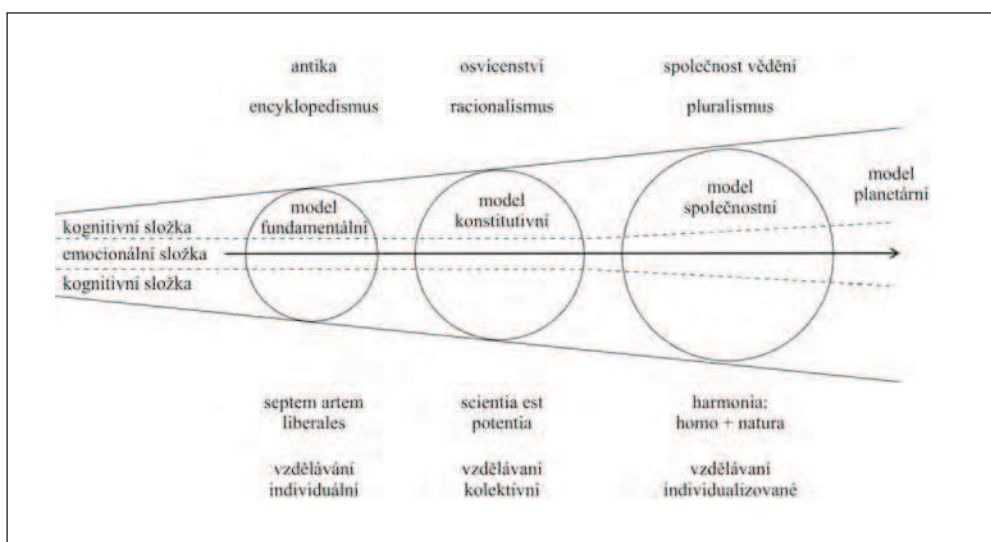 antika
osvícenství
společnost vědění
encyklopedismus
racionalismus
pluralismus
model
planetární
model
fundamentální
model
konstitutivní
model
společnostní
kognitivní složka
emocionální složka
kognitivní složka
septem artem
liberales
scientia est
potentia
harmonia:
homo + natura
vzdělávání
individuální
vzdělávaní
kolektivní
vzdělávaní
individualizované